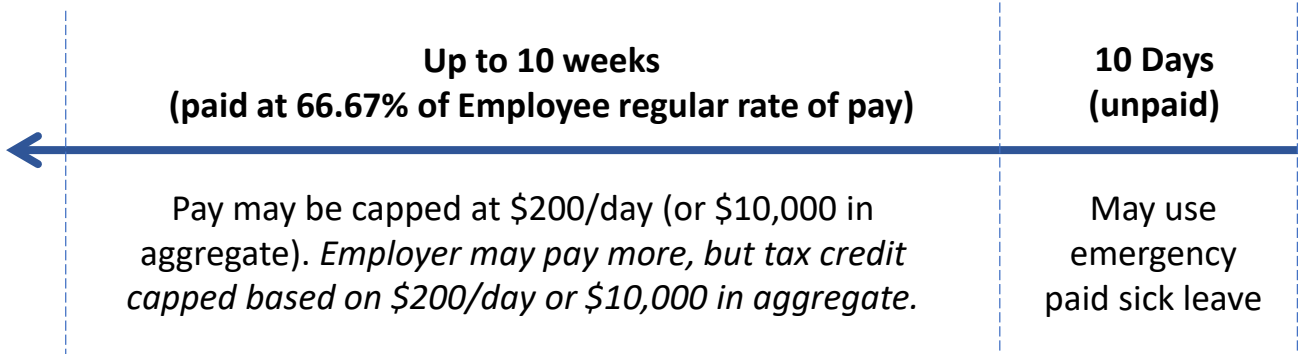 Up to 10 weeks
(paid at 66.67% of Employee regular rate of pay)
Pay may be capped at $200/day (or $10,000 in
aggregate). Employer may pay more, but tax credit
capped based on $200/day or $10,000 in aggregate.
10 Days
(unpaid)
May use
emergency
paid sick leave